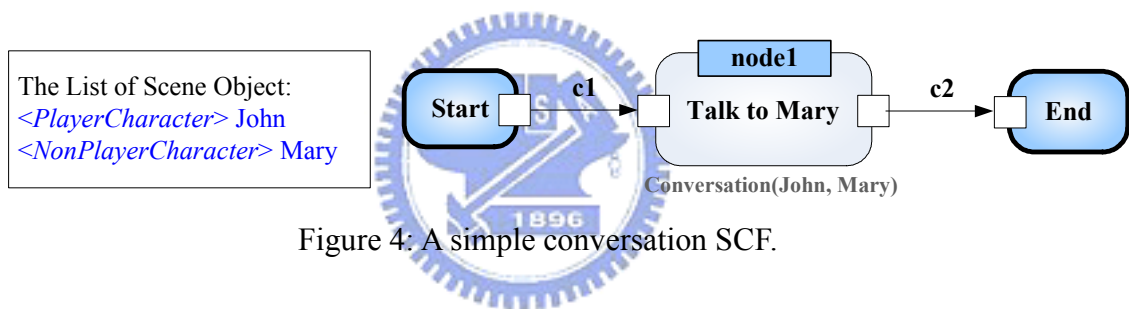 The List of Scene Object:
<PlayerCharacter> John
<NonPlayerCharacter> Mary
Start
c1
node1
Talk to Mary
Conversation(John, Mary)
c2
End
S
1896
Figure 4: A simple conversation SCF.